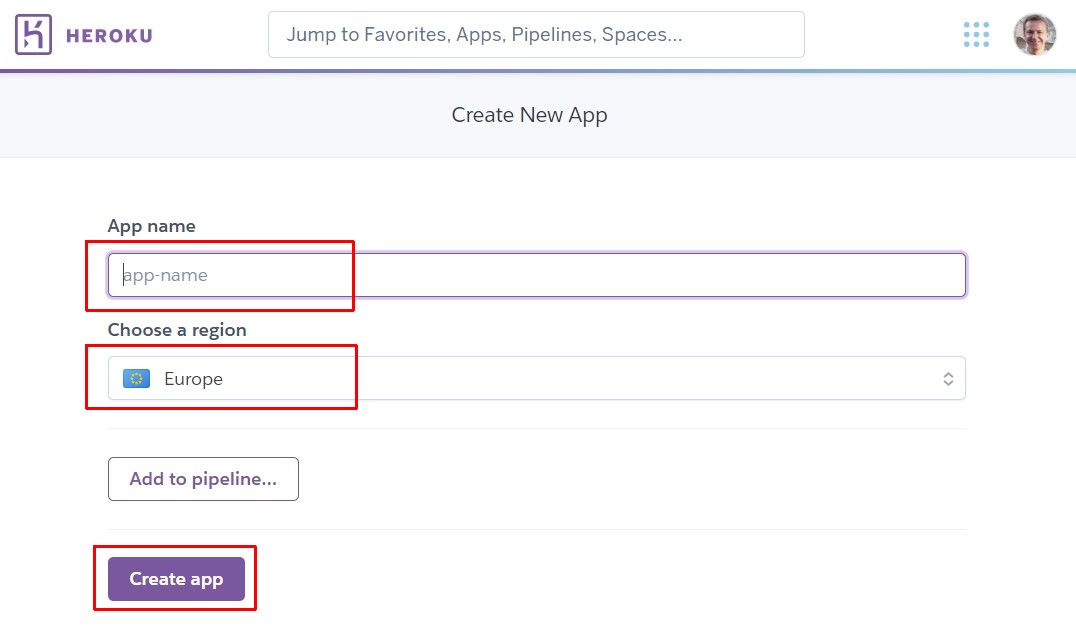 HEROKU
Jump to Favorites, Apps, Pipelines, Spaces...
Create New App
App name
app-name
Choose a region
Europe
Add to pipeline...
Create app